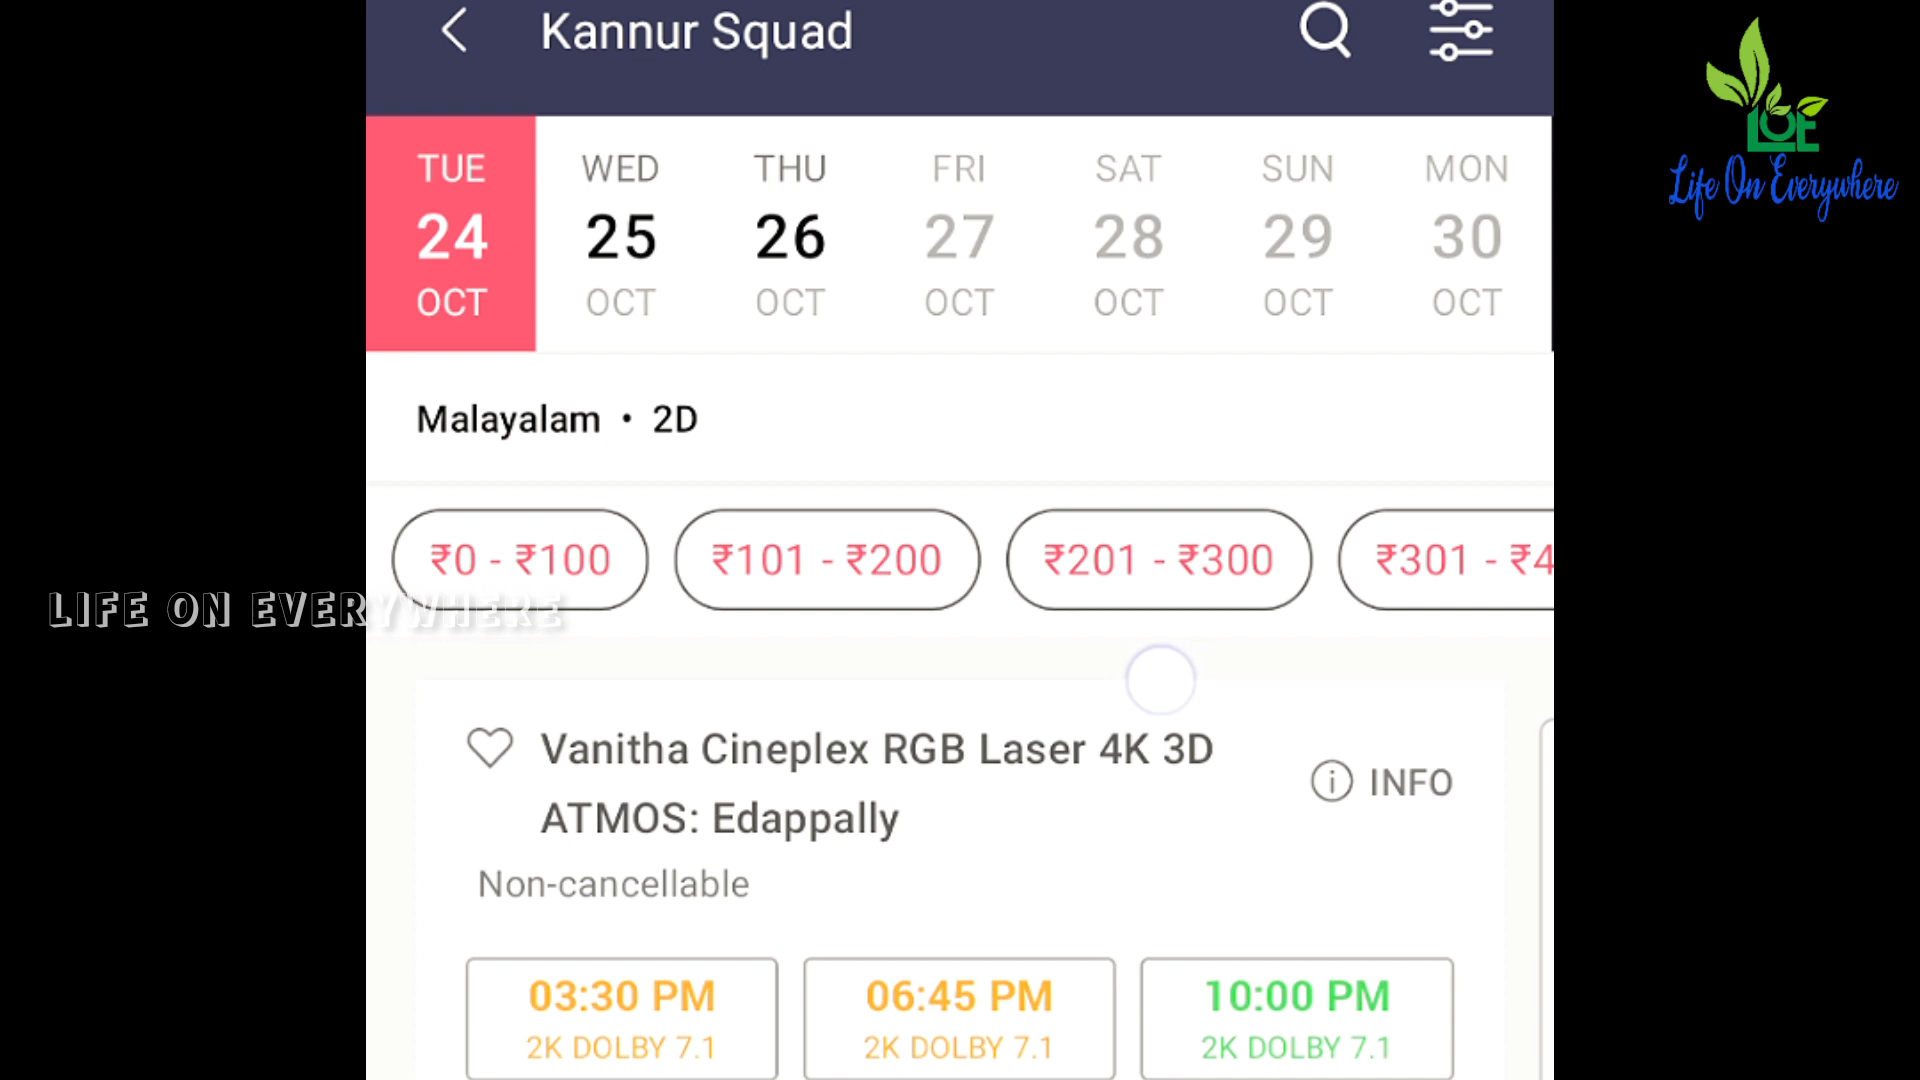 Kannur Squad
TUE WED THU FRI SAT SUN MON
24 25 26 27 28 29 30
OCT OCT OCT OCT OCT OCT OCT
Malayalam • 2D
₹0 - ₹100 ₹101 - ₹200 ₹201 - ₹300 ₹301 - ₹4
LIFE ON EVERYWHERE
Vanitha Cineplex RGB Laser 4K 3D
ATMOS: Edappally
INFO
Non-cancellable
03:30 PM 06:45 PM 10:00 PM
2K DOLBY 7.1 2K DOLBY 7.1 2K DOLBY 7.1
LOE
Life On Everywhere